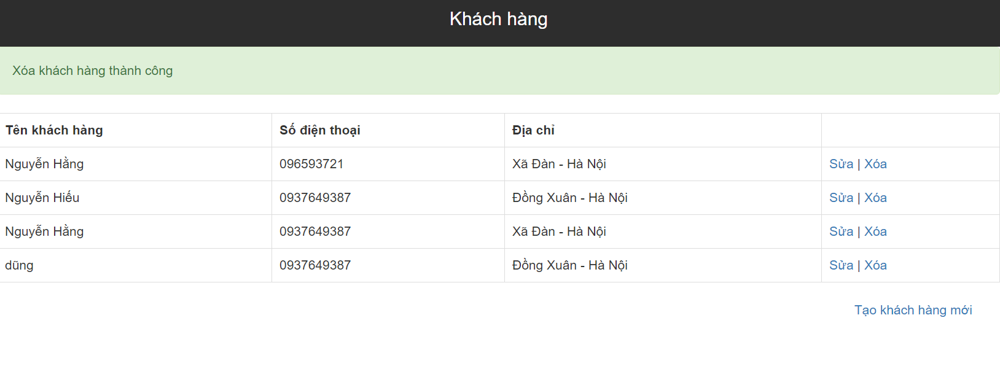 Khách hàng
Xóa khách hàng thành công
Tên khách hàng Số điện thoại Địa chỉ
Nguyễn Hằng 096593721 Xã Đàn - Hà Nội Sửa | Xóa
Nguyễn Hiếu 0937649387 Đồng Xuân - Hà Nội Sửa | Xóa
Nguyễn Hằng 0937649387 Xã Đàn - Hà Nội Sửa | Xóa
dũng 0937649387 Đồng Xuân - Hà Nội Sửa | Xóa
Tạo khách hàng mới